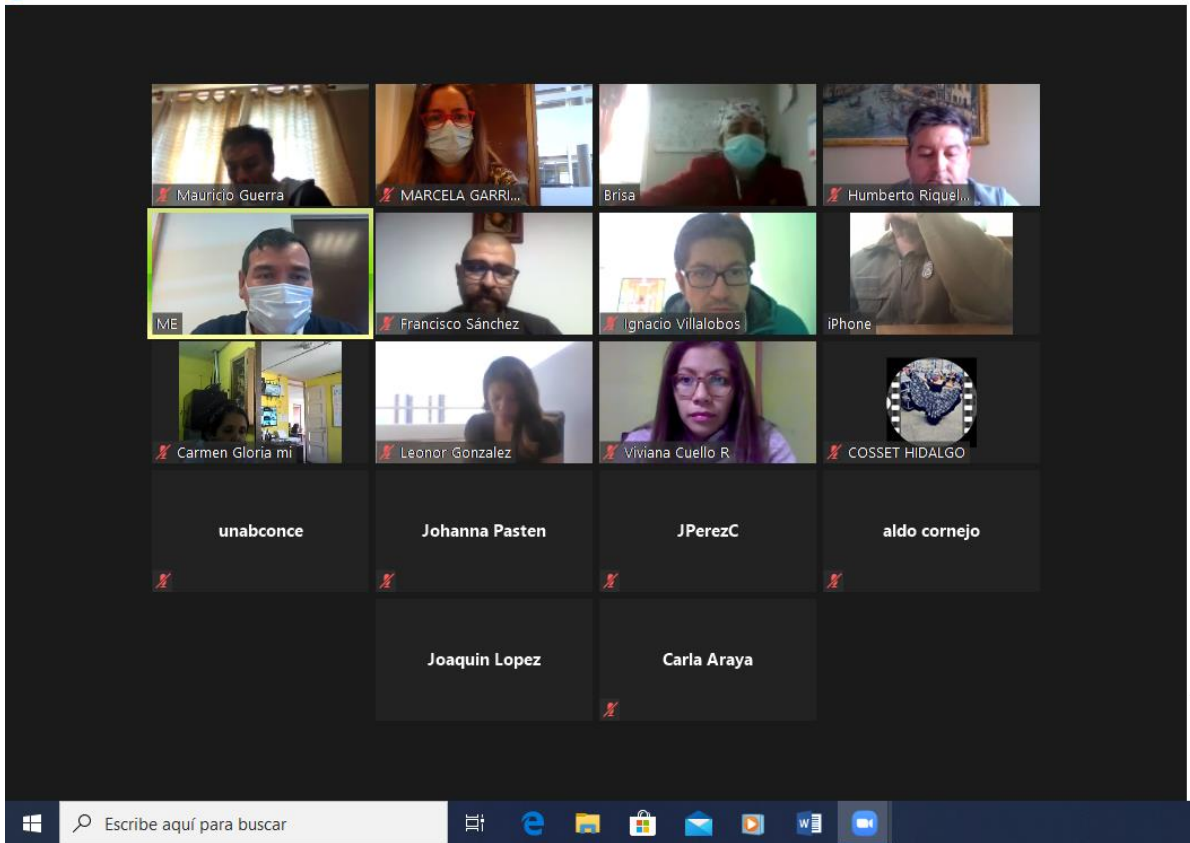 Mauricio Guerra
MARCELA GARRI...
Brisa
Humberto Riquel...
ME
Francisco Sánchez
Ignacio Villalobos
iPhone
Carmen Gloria mi
Leonor Gonzalez
Viviana Cuello R
COSSET HIDALGO
unabconce
Johanna Pasten
JPerezC
aldo cornejo
Joaquin Lopez
Carla Araya
Escribe aquí para buscar